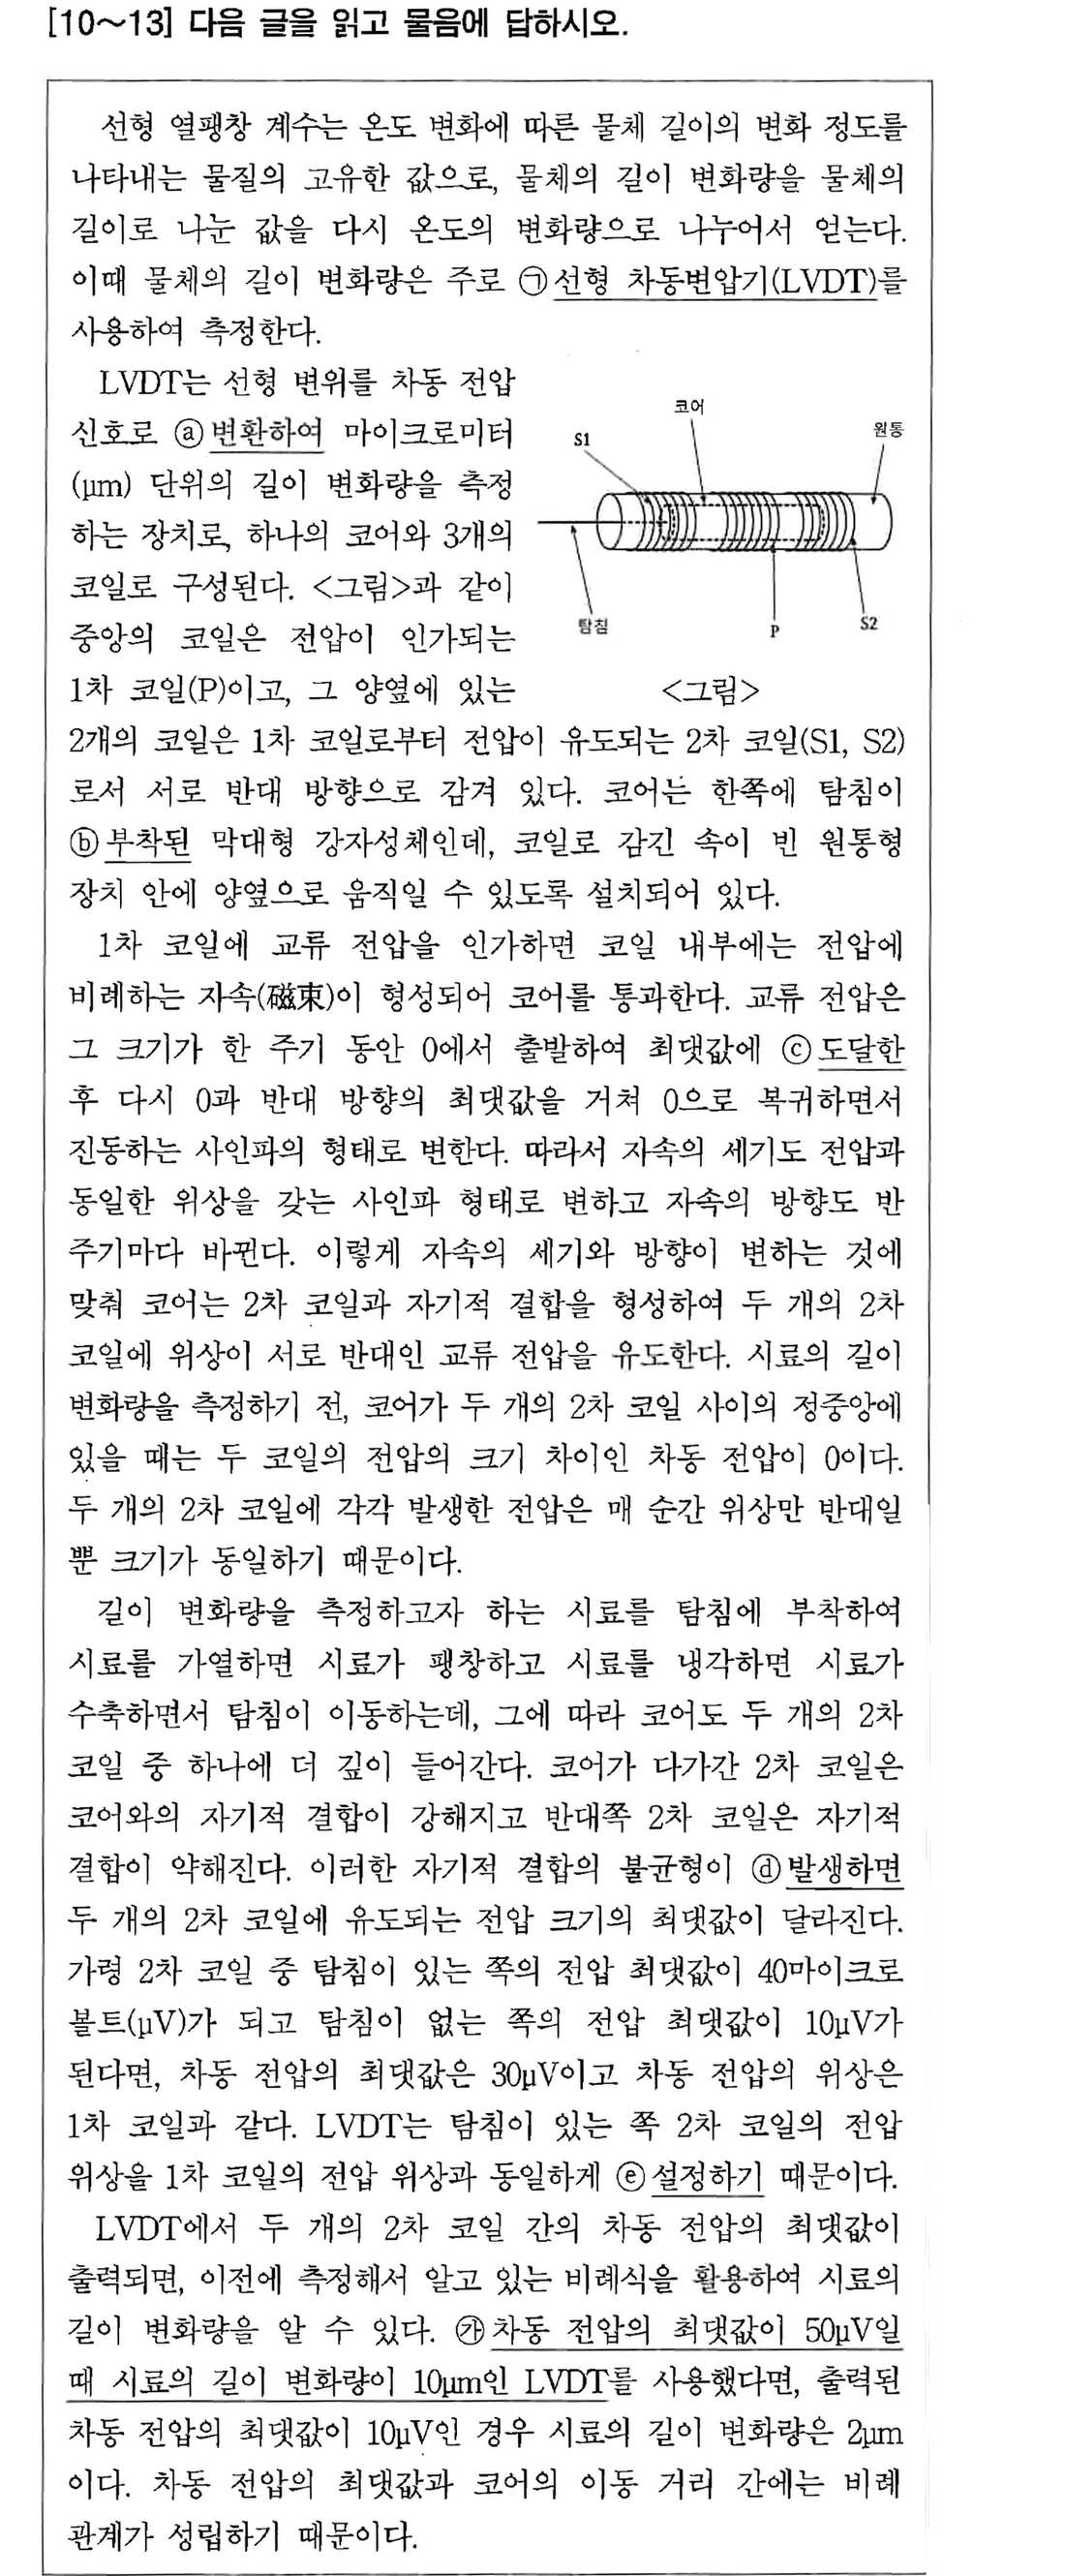 [10~13] 다음 글을 읽고 물음에 답하시오.
선형 열팽창 계수는 온도 변화에 따른 물체 길이의 변화 정도를
나타내는 물질의 고유한 값으로, 물체의 길이 변화량을 물체의
길이로 나눈 값을 다시 온도의 변화량으로 나누어서 얻는다.
이때 물체의 길이 변화량은 주로 ㉠선형 차동변압기(LVDT)를
사용하여 측정한다.
LVDT는 선형 변위를 차동 전압
신호로 ⓐ변환하여 마이크로미터
(μm) 단위의 길이 변화량을 측정
하는 장치로, 하나의 코어와 3개의
코일로 구성된다. <그림>과 같이
중앙의 코일은 전압이 인가되는
1차 코일(P)이고, 그 양옆에 있는
코어
S1
원통
탐침
P
S2
<그림>
2개의 코일은 1차 코일로부터 전압이 유도되는 2차 코일(S1, S2)
로서 서로 반대 방향으로 감겨 있다. 코어는 한쪽에 탐침이
ⓑ부착된 막대형 강자성체인데, 코일로 감긴 속이 빈 원통형
장치 안에 양옆으로 움직일 수 있도록 설치되어 있다.
1차 코일에 교류 전압을 인가하면 코일 내부에는 전압에
비례하는 자속(磁束)이 형성되어 코어를 통과한다. 교류 전압은
그 크기가 한 주기 동안 0에서 출발하여 최댓값에 ⓒ도달한
후 다시 0과 반대 방향의 최댓값을 거쳐 0으로 복귀하면서
진동하는 사인파의 형태로 변한다. 따라서 자속의 세기도 전압과
동일한 위상을 갖는 사인파 형태로 변하고 자속의 방향도 반
주기마다 바뀐다. 이렇게 자속의 세기와 방향이 변하는 것에
맞춰 코어는 2차 코일과 자기적 결합을 형성하여 두 개의 2차
코일에 위상이 서로 반대인 교류 전압을 유도한다. 시료의 길이
변화량을 측정하기 전, 코어가 두 개의 2차 코일 사이의 정중앙에
있을 때는 두 코일의 전압의 크기 차이인 차동 전압이 0이다.
두 개의 2차 코일에 각각 발생한 전압은 매 순간 위상만 반대일
뿐 크기가 동일하기 때문이다.
길이 변화량을 측정하고자 하는 시료를 탐침에 부착하여
시료를 가열하면 시료가 팽창하고 시료를 냉각하면 시료가
수축하면서 탐침이 이동하는데, 그에 따라 코어도 두 개의 2차
코일 중 하나에 더 깊이 들어간다. 코어가 다가간 2차 코일은
코어와의 자기적 결합이 강해지고 반대쪽 2차 코일은 자기적
결합이 약해진다. 이러한 자기적 결합의 불균형이 ⓓ발생하면
두 개의 2차 코일에 유도되는 전압 크기의 최댓값이 달라진다.
가령 2차 코일 중 탐침이 있는 쪽의 전압 최댓값이 40마이크로
볼트(μV)가 되고 탐침이 없는 쪽의 전압 최댓값이 10μV가
된다면, 차동 전압의 최댓값은 30μV이고 차동 전압의 위상은
1차 코일과 같다. LVDT는 탐침이 있는 쪽 2차 코일의 전압
위상을 1차 코일의 전압 위상과 동일하게 ⓔ설정하기 때문이다.
LVDT에서 두 개의 2차 코일 간의 차동 전압의 최댓값이
출력되면, 이전에 측정해서 알고 있는 비례식을 활용하여 시료의
길이 변화량을 알 수 있다. ㉮차동 전압의 최댓값이 50μV일
때 시료의 길이 변화량이 10μm인 LVDT를 사용했다면, 출력된
차동 전압의 최댓값이 10μV인 경우 시료의 길이 변화량은 2μm
이다. 차동 전압의 최댓값과 코어의 이동 거리 간에는 비례
관계가 성립하기 때문이다.